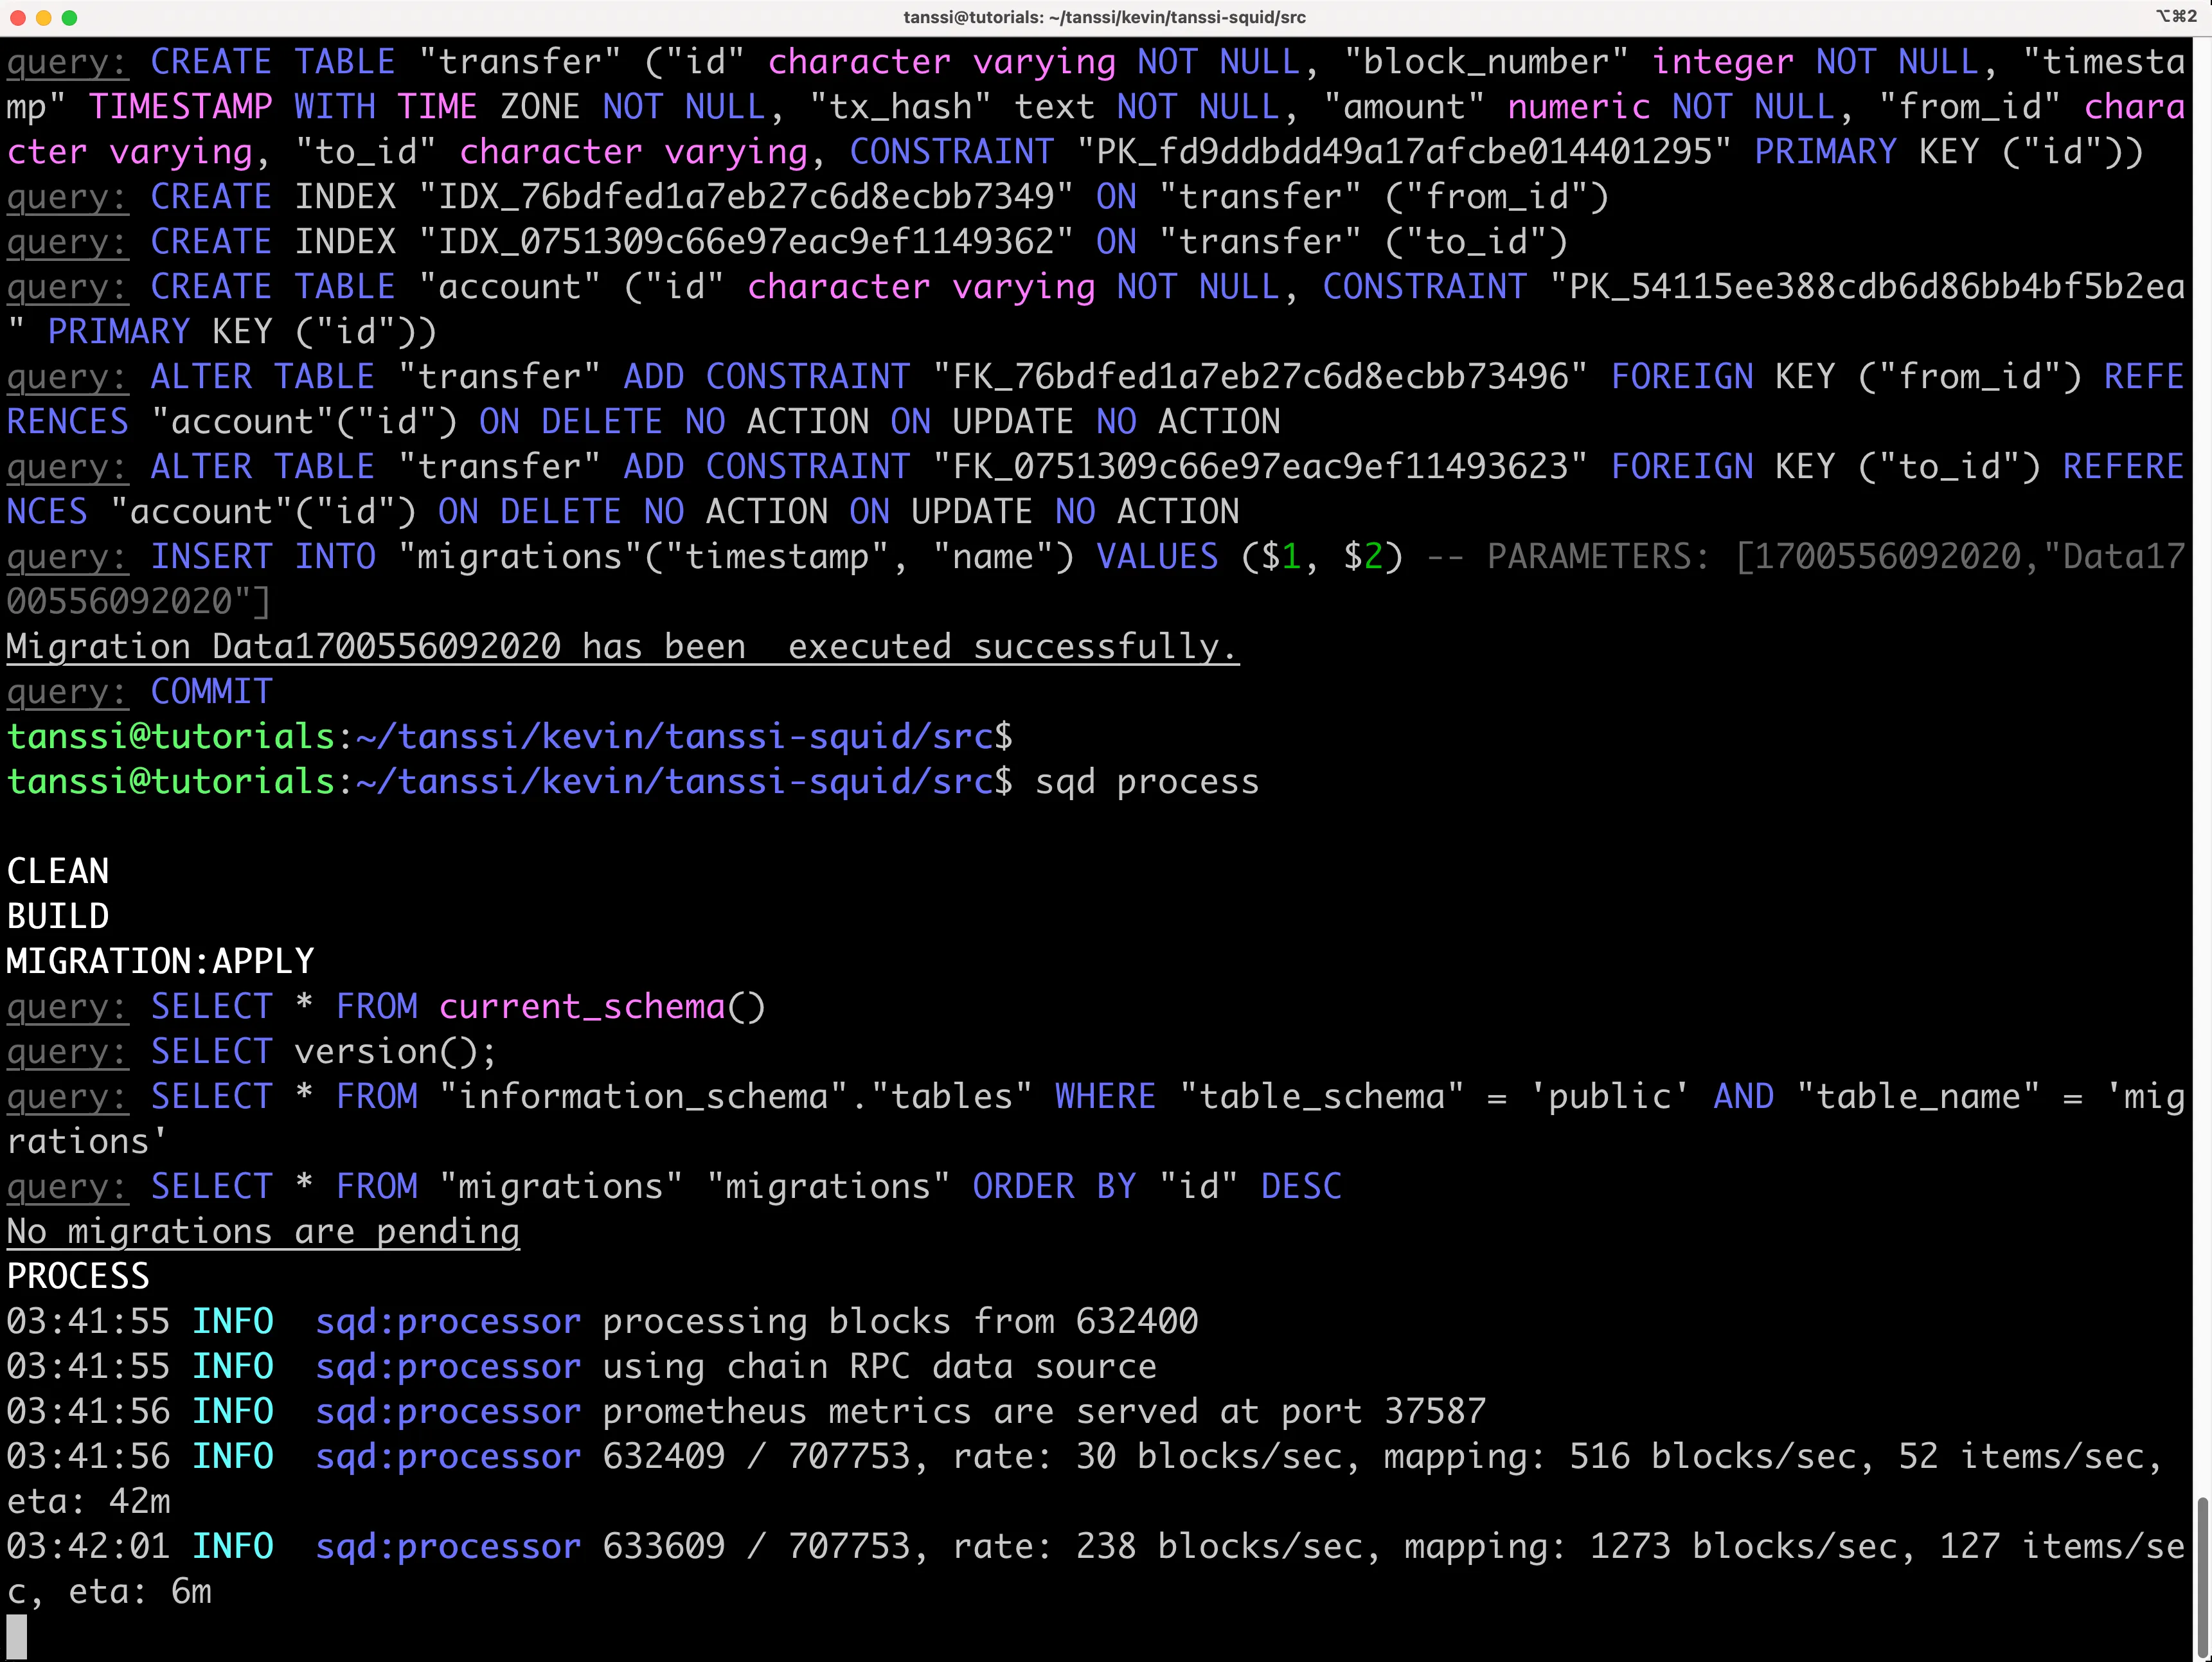 tanssi@tutorials: ~/tanssi/kevin/tanssi-squid/src
⌥⌘2
query: CREATE TABLE "transfer" ("id" character varying NOT NULL, "block_number" integer NOT NULL, "timesta
mp" TIMESTAMP WITH TIME ZONE NOT NULL, "tx_hash" text NOT NULL, "amount" numeric NOT NULL, "from_id" chara
cter varying, "to_id" character varying, CONSTRAINT "PK_fd9ddbdd49a17afcbe014401295" PRIMARY KEY ("id"))
query: CREATE INDEX "IDX_76bdfed1a7eb27c6d8ecbb7349" ON "transfer" ("from_id")
query: CREATE INDEX "IDX_0751309c66e97eac9ef1149362" ON "transfer" ("to_id")
query: CREATE TABLE "account" ("id" character varying NOT NULL, CONSTRAINT "PK_54115ee388cdb6d86bb4bf5b2ea
" PRIMARY KEY ("id"))
query: ALTER TABLE "transfer" ADD CONSTRAINT "FK_76bdfed1a7eb27c6d8ecbb73496" FOREIGN KEY ("from_id") REFE
RENCES "account"("id") ON DELETE NO ACTION ON UPDATE NO ACTION
query: ALTER TABLE "transfer" ADD CONSTRAINT "FK_0751309c66e97eac9ef11493623" FOREIGN KEY ("to_id") REFERE
NCES "account"("id") ON DELETE NO ACTION ON UPDATE NO ACTION
query: INSERT INTO "migrations"("timestamp", "name") VALUES ($1, $2) -- PARAMETERS: [1700556092020,"Data17
00556092020"]
Migration Data1700556092020 has been  executed successfully.
query: COMMIT
tanssi@tutorials:~/tanssi/kevin/tanssi-squid/src$
tanssi@tutorials:~/tanssi/kevin/tanssi-squid/src$ sqd process
CLEAN
BUILD
MIGRATION:APPLY
query: SELECT * FROM current_schema()
query: SELECT version();
query: SELECT * FROM "information_schema"."tables" WHERE "table_schema" = 'public' AND "table_name" = 'mig
rations'
query: SELECT * FROM "migrations" "migrations" ORDER BY "id" DESC
No migrations are pending
PROCESS
03:41:55 INFO  sqd:processor processing blocks from 632400
03:41:55 INFO  sqd:processor using chain RPC data source
03:41:56 INFO  sqd:processor prometheus metrics are served at port 37587
03:41:56 INFO  sqd:processor 632409 / 707753, rate: 30 blocks/sec, mapping: 516 blocks/sec, 52 items/sec,
eta: 42m
03:42:01 INFO  sqd:processor 633609 / 707753, rate: 238 blocks/sec, mapping: 1273 blocks/sec, 127 items/se
c, eta: 6m